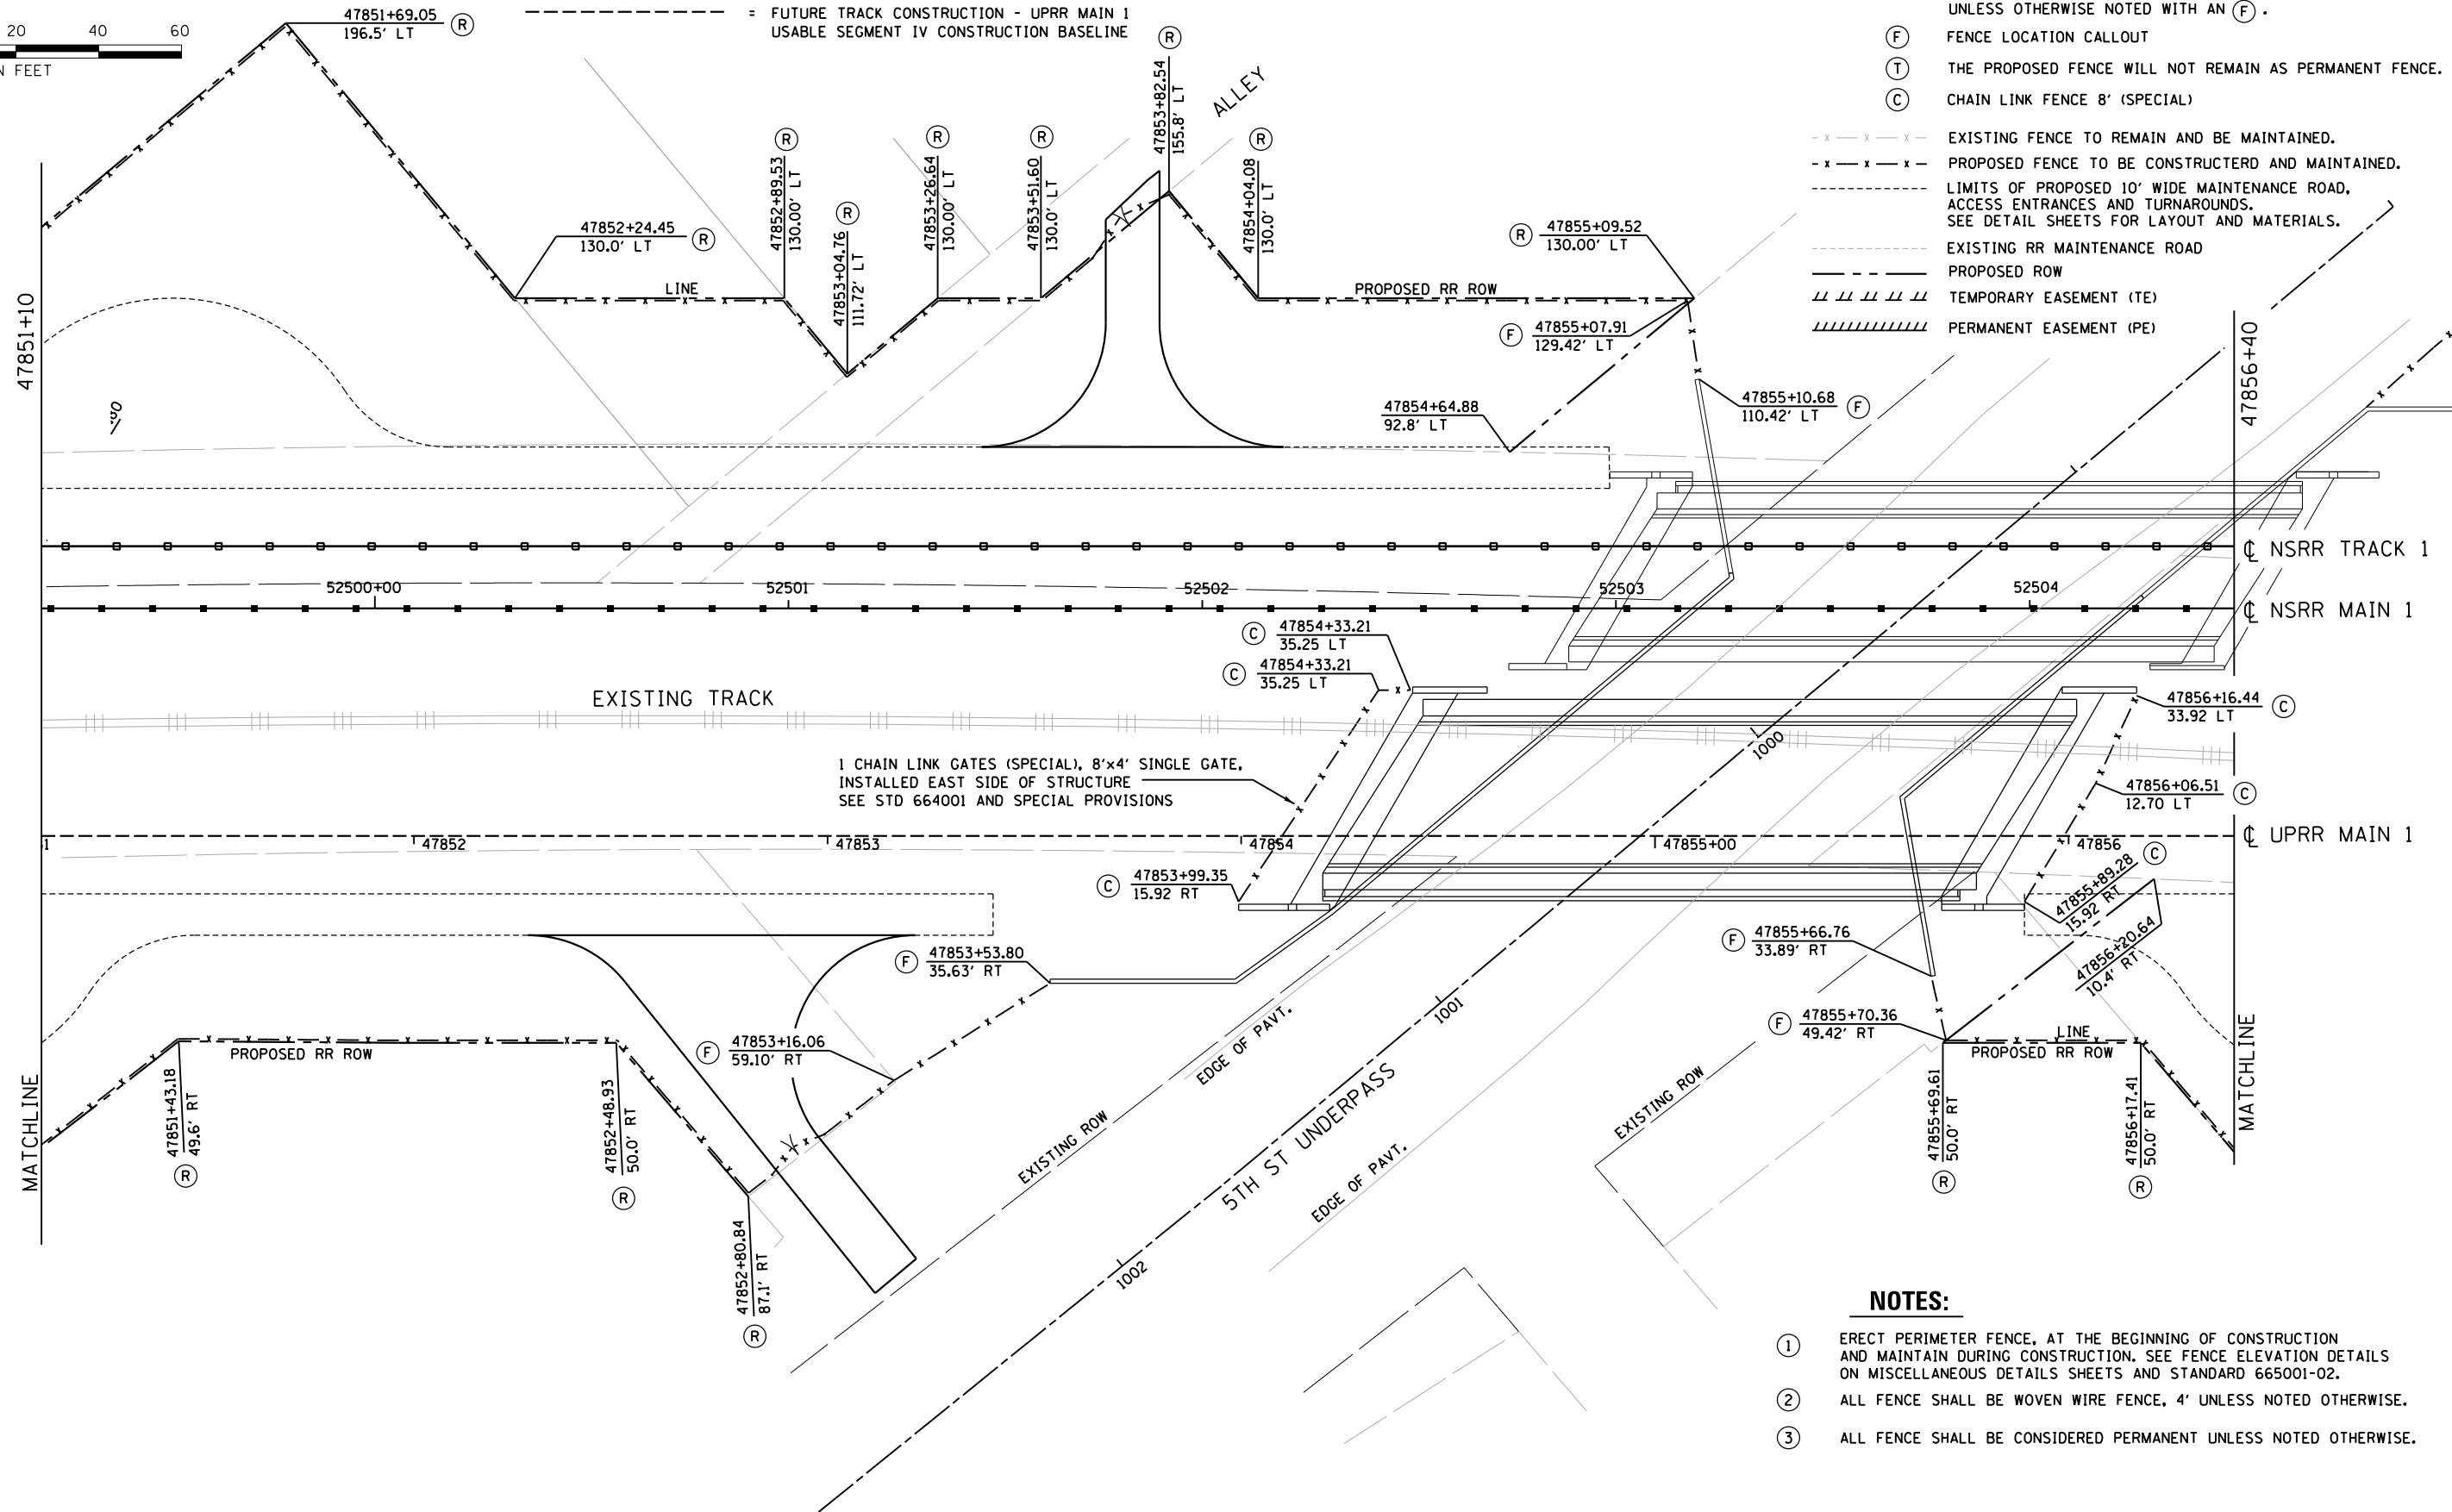 20 40 60
N FEET
47851+69.05
196.5' LT
R
= FUTURE TRACK CONSTRUCTION - UPRR MAIN 1
USABLE SEGMENT IV CONSTRUCTION BASELINE
UNLESS OTHERWISE NOTED WITH AN F .
F FENCE LOCATION CALLOUT
T THE PROPOSED FENCE WILL NOT REMAIN AS PERMANENT FENCE.
C CHAIN LINK FENCE 8' (SPECIAL)
EXISTING FENCE TO REMAIN AND BE MAINTAINED.
PROPOSED FENCE TO BE CONSTRUCTERD AND MAINTAINED.
LIMITS OF PROPOSED 10' WIDE MAINTENANCE ROAD,
ACCESS ENTRANCES AND TURNAROUNDS.
SEE DETAIL SHEETS FOR LAYOUT AND MATERIALS.
EXISTING RR MAINTENANCE ROAD
PROPOSED ROW
TEMPORARY EASEMENT (TE)
PERMANENT EASEMENT (PE)
47852+24.45
130.0' LT
R
R
47852+89.53
130.00' LT
R
47853+04.76
111.72' LT
R
47853+26.64
130.00' LT
R
47853+51.60
130.0' LT
R
47853+82.54
155.8' LT
ALLEY
R
47854+04.08
130.0' LT
R
47855+09.52
130.00' LT
F
47855+07.91
129.42' LT
LINE
PROPOSED RR ROW
47851+10
47856+40
47854+64.88
92.8' LT
47855+10.68
110.42' LT
F
℄ NSRR TRACK 1
52500+00
52501
52502
52503
52504
℄ NSRR MAIN 1
C
47854+33.21
35.25 LT
C
47854+33.21
35.25 LT
EXISTING TRACK
47856+16.44
33.92 LT
C
1000
1 CHAIN LINK GATES (SPECIAL), 8'x4' SINGLE GATE,
INSTALLED EAST SIDE OF STRUCTURE
SEE STD 664001 AND SPECIAL PROVISIONS
47856+06.51
12.70 LT
C
47852
47853
47854
47855+00
47856
℄ UPRR MAIN 1
C
47853+99.35
15.92 RT
47855+89.28
15.92 RT
C
47856+20.64
10.4' RT
F
47853+53.80
35.63' RT
F
47855+66.76
33.89' RT
1001
F
47855+70.36
49.42' RT
F
47853+16.06
59.10' RT
PROPOSED RR ROW
LINE
PROPOSED RR ROW
MATCHLINE
47851+43.18
49.6' RT
R
47852+48.93
50.0' RT
R
47852+80.84
87.1' RT
R
EDGE OF PAVT.
EXISTING ROW
5TH ST UNDERPASS
EDGE OF PAVT.
EXISTING ROW
1002
47855+69.61
50.0' RT
R
47856+17.41
50.0' RT
R
MATCHLINE
NOTES:
1 ERECT PERIMETER FENCE, AT THE BEGINNING OF CONSTRUCTION
AND MAINTAIN DURING CONSTRUCTION. SEE FENCE ELEVATION DETAILS
ON MISCELLANEOUS DETAILS SHEETS AND STANDARD 665001-02.
2 ALL FENCE SHALL BE WOVEN WIRE FENCE, 4' UNLESS NOTED OTHERWISE.
3 ALL FENCE SHALL BE CONSIDERED PERMANENT UNLESS NOTED OTHERWISE.